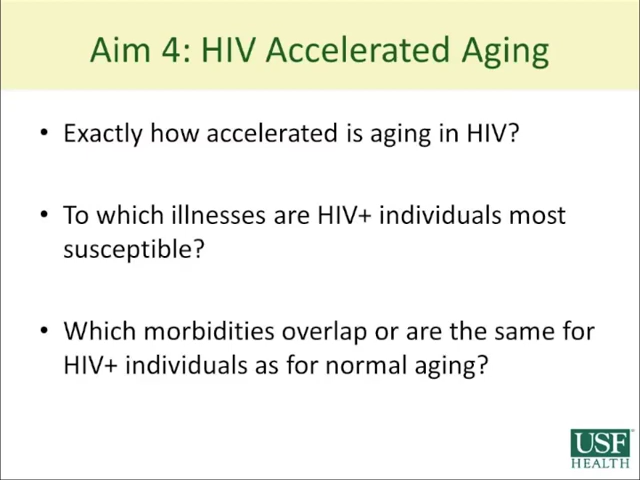 Aim 4: HIV Accelerated Aging
• Exactly how accelerated is aging in HIV?
• To which illnesses are HIV+ individuals most
susceptible?
• Which morbidities overlap or are the same for
HIV+ individuals as for normal aging?
USF
HEALTH